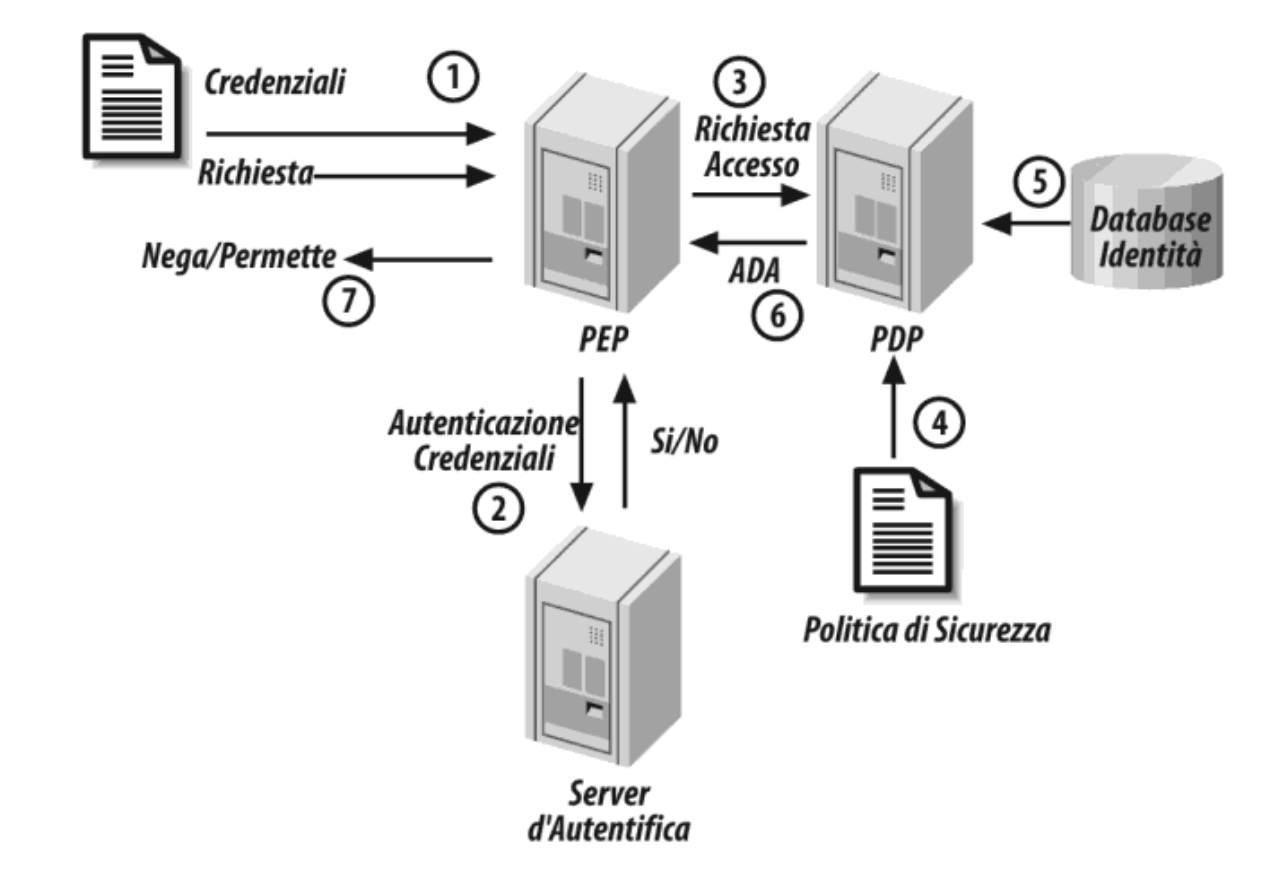 Credenziali
1
Richiesta
Nega/Permette
7
3
Richiesta
Accesso
ADA
6
5
Database
Identità
PEP
PDP
Autenticazione
Credenziali
2
Si/No
4
Politica di Sicurezza
Server
d'Autentifica